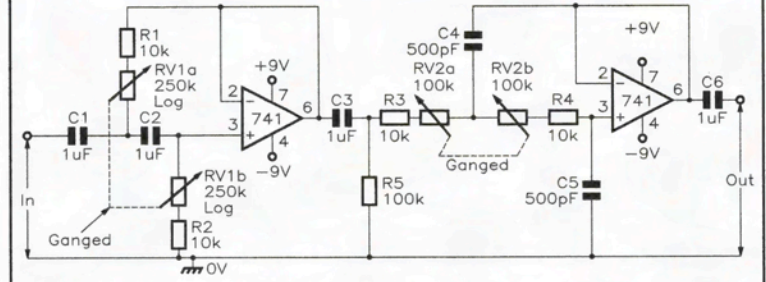 R1
10k
RV1a
250k
Log
C1
1uF
C2
1uF
In
Ganged
RV1b
250k
Log
R2
10k
0V
+9V
2
−
7
741
6
3
+
4
−9V
C3
1uF
R5
100k
R3
10k
RV2a
100k
C4
500pF
RV2b
100k
Ganged
R4
10k
C5
500pF
+9V
2
−
7
741
6
3
+
4
−9V
C6
1uF
Out